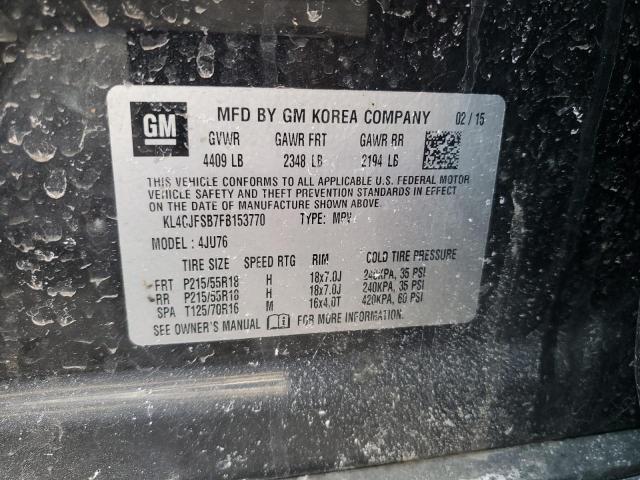 GM MFD BY GM KOREA COMPANY 02/15
GVWR GAWR FRT GAWR RR
4409 LB 2348 LB 2194 LB
THIS VEHICLE CONFORMS TO ALL APPLICABLE U.S. FEDERAL MOTOR
VEHICLE SAFETY AND THEFT PREVENTION STANDARDS IN EFFECT ON
THE DATE OF MANUFACTURE SHOWN ABOVE.
KL4CJFSB7FB153770 TYPE: MPV
MODEL: 4JU76
TIRE SIZE SPEED RTG RIM COLD TIRE PRESSURE
FRT P215/55R18 H 18x7.0J 240KPA, 35 PSI
RR P215/55R18 H 18x7.0J 240KPA, 35 PSI
SPA T125/70R16 M 16x4.0T 420KPA, 60 PSI
SEE OWNER'S MANUAL FOR MORE INFORMATION.